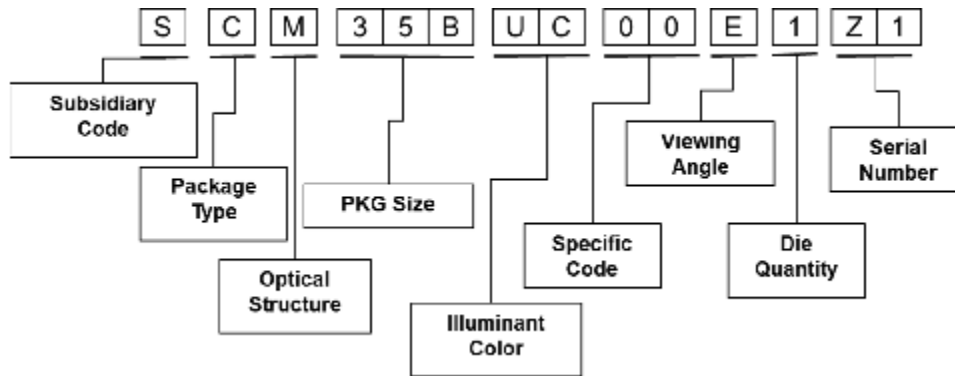 S C M 3 5 B U C 0 0 E 1 Z 1
Subsidiary
Code
Package
Type
Optical
Structure
PKG Size
Illuminant
Color
Specific
Code
Viewing
Angle
Die
Quantity
Serial
Number